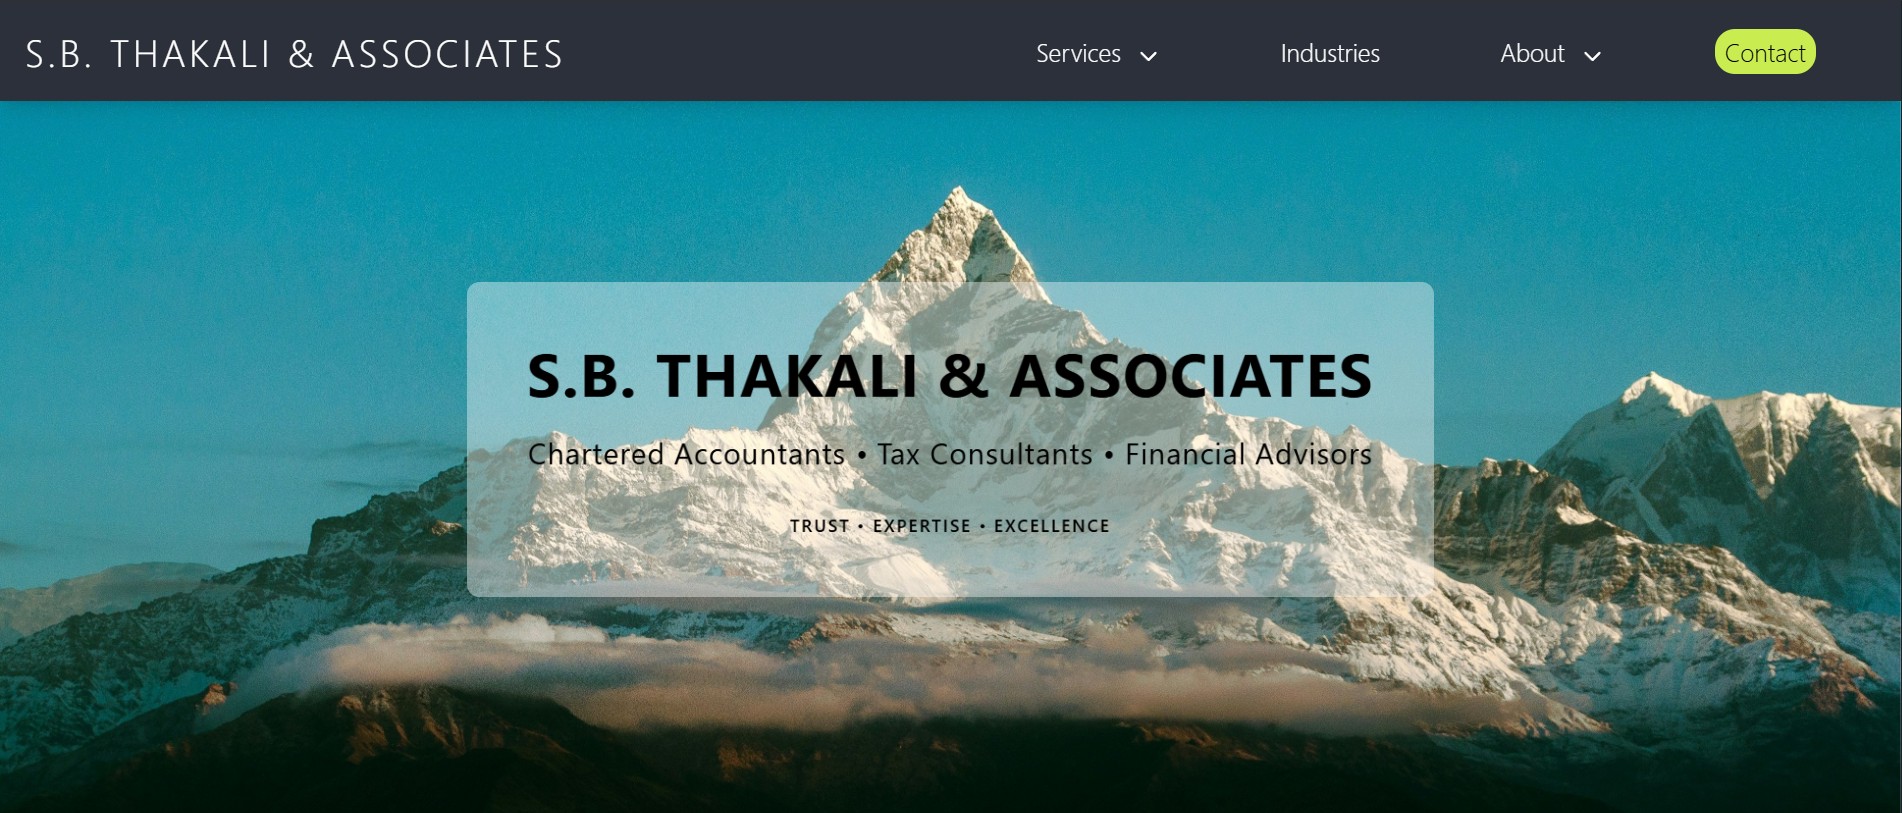 S.B. THAKALI & ASSOCIATES
Services
Industries
About
Contact
S.B. THAKALI & ASSOCIATES
Chartered Accountants • Tax Consultants • Financial Advisors
TRUST • EXPERTISE • EXCELLENCE